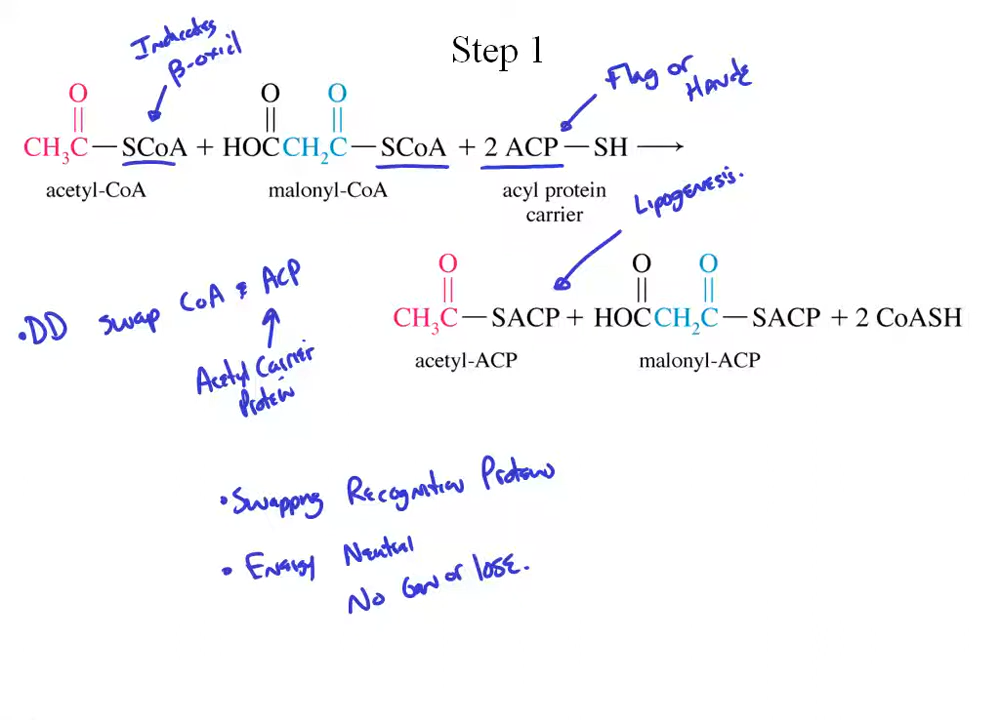 Step 1
Indicates
β-oxid
Flag or
Handle
O O O
CH₃C—SCoA + HOCCH₂C—SCoA + 2 ACP—SH ⟶
acetyl-CoA malonyl-CoA acyl protein
carrier
Lipogenesis.
O O O
CH₃C—SACP + HOCCH₂C—SACP + 2 CoASH
acetyl-ACP malonyl-ACP
• DD swap CoA & ACP
Acetyl Carrier
Protein
• Swapping Recognition Proteins
• Energy Neutral
No Gain or lose.